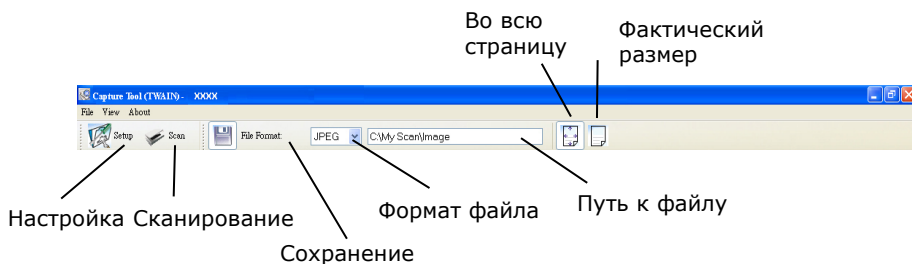 Во всю
страницу
Фактический
размер
Capture Tool (TWAIN) - XXXX
File View About
Setup Scan File Format: JPEG C:\My Scan\Image
Настройка Сканирование Формат файла Путь к файлу
Сохранение